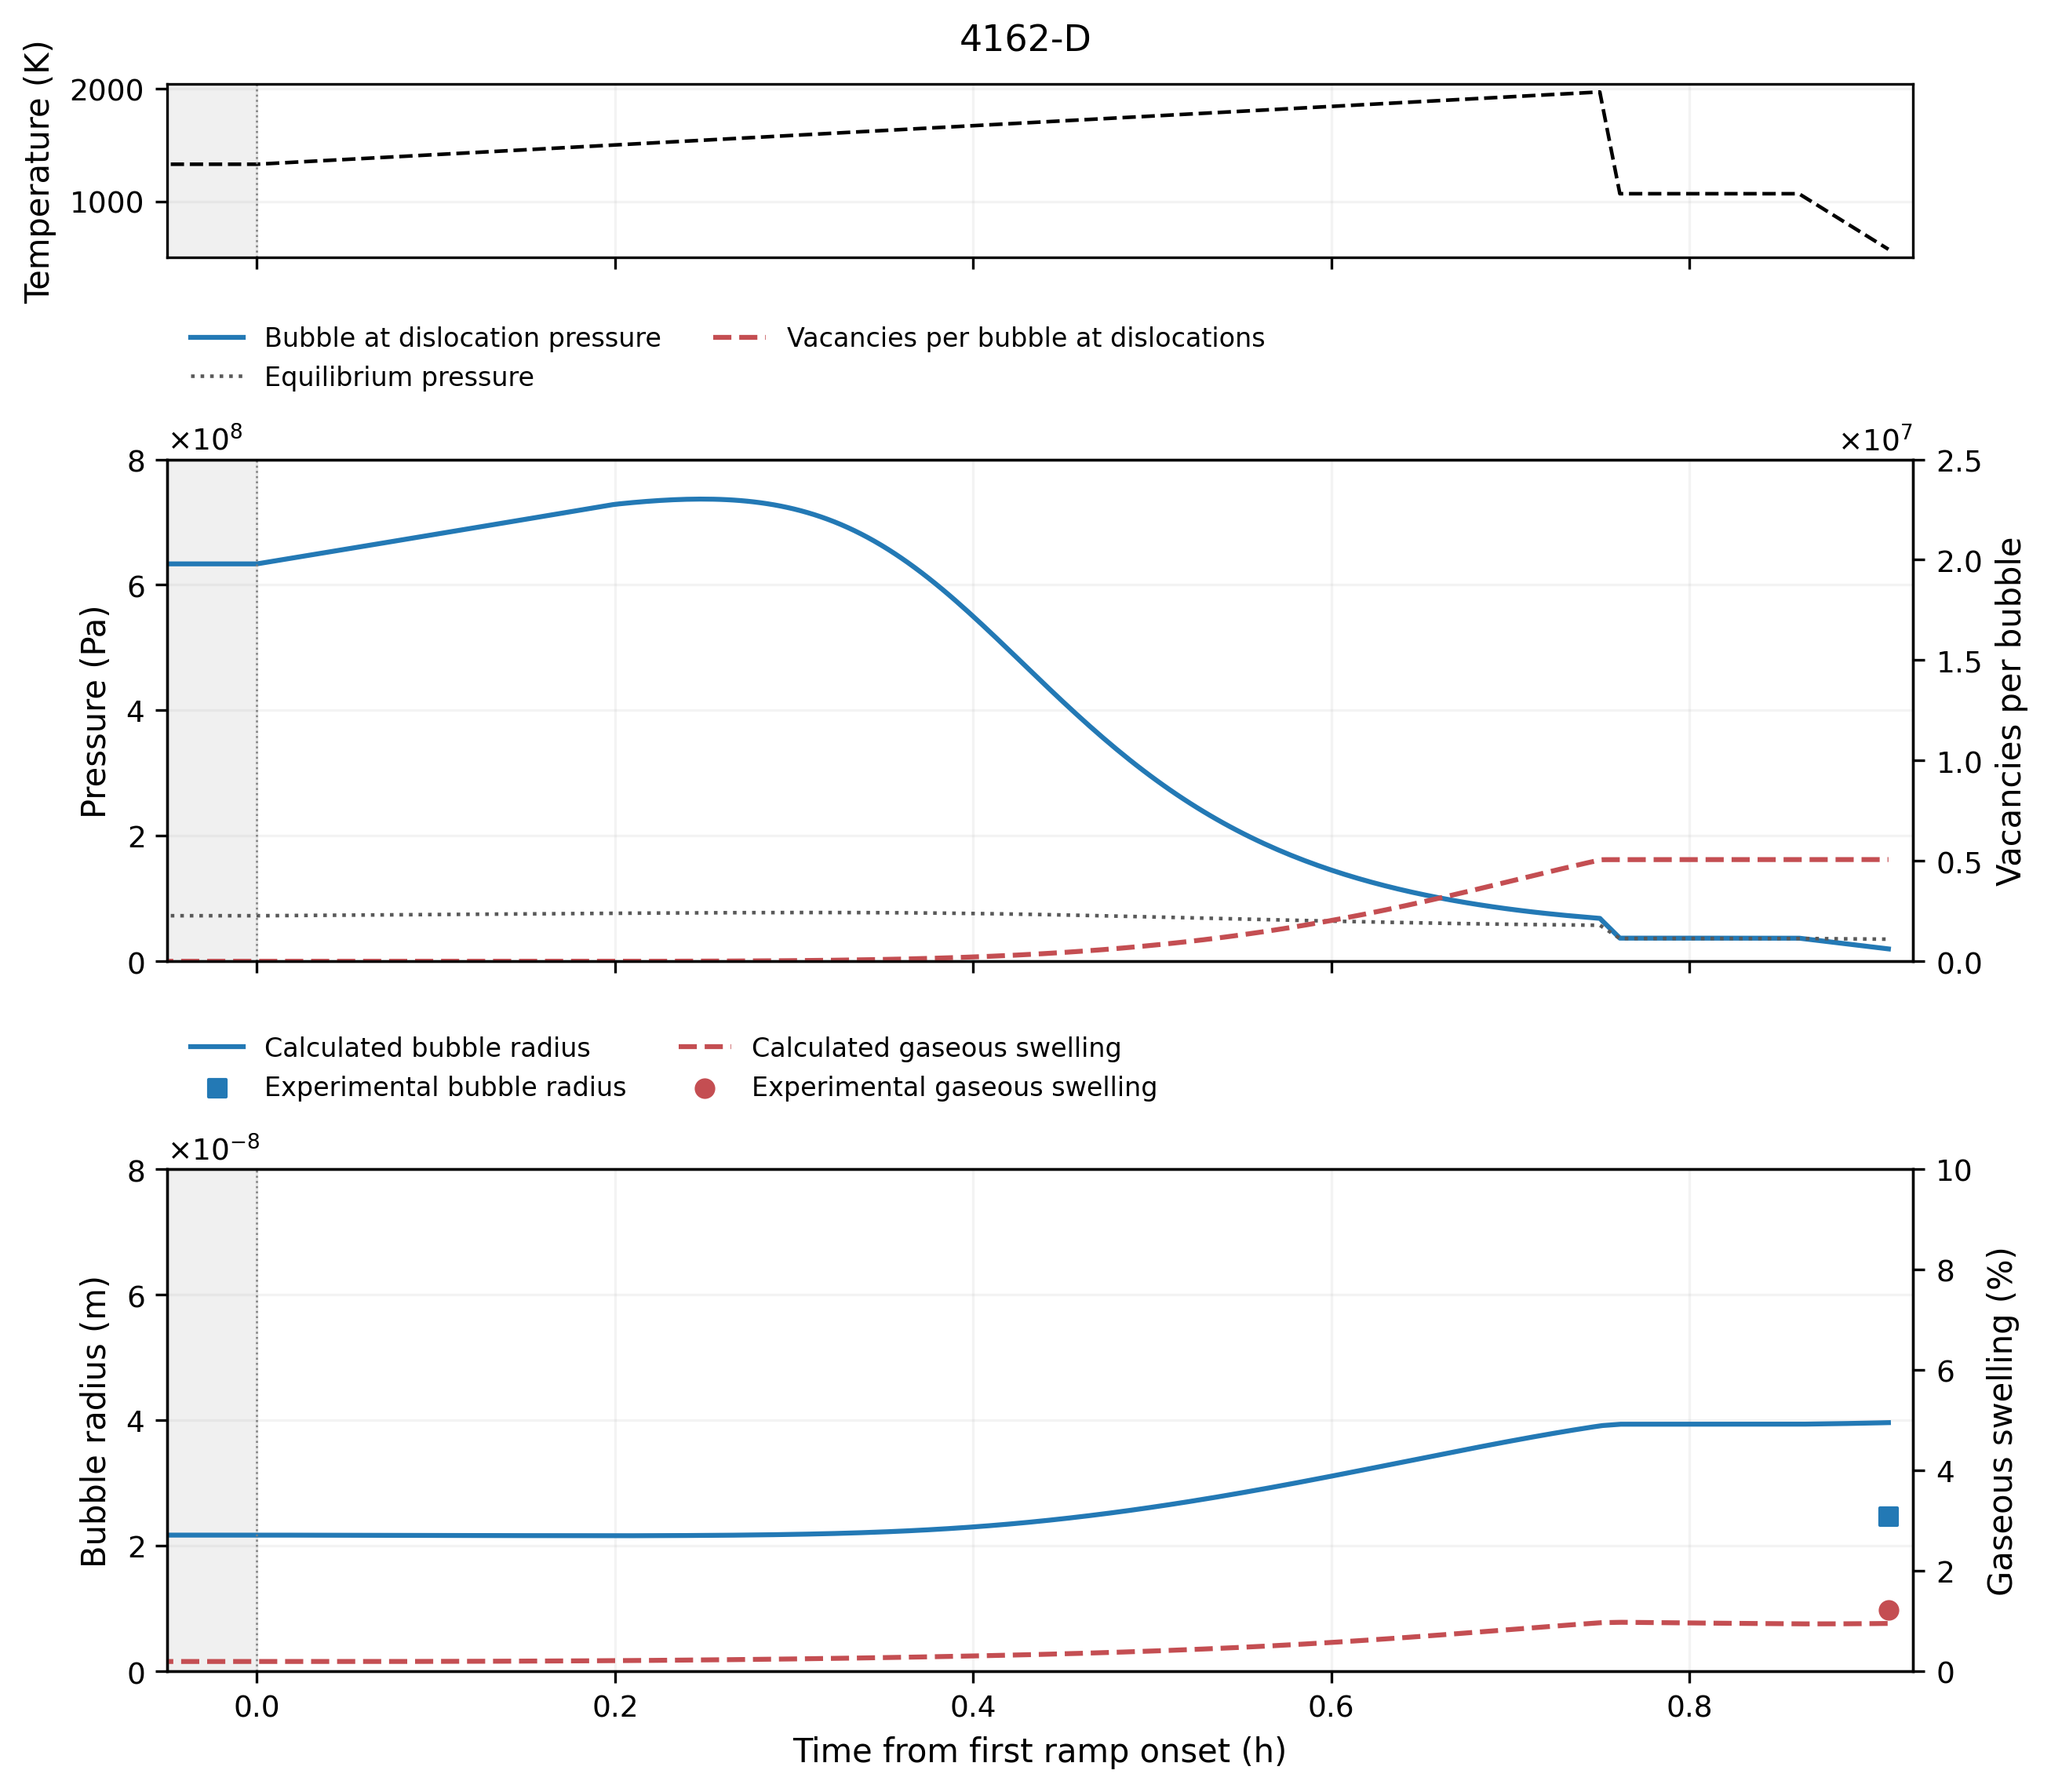 4162-D
Temperature (K)
2000
1000
Bubble at dislocation pressure
Vacancies per bubble at dislocations
Equilibrium pressure
×10⁸
×10⁷
Pressure (Pa)
8
6
4
2
0
2.5
2.0
1.5
1.0
0.5
0.0
Vacancies per bubble
Calculated bubble radius
Calculated gaseous swelling
Experimental bubble radius
Experimental gaseous swelling
×10⁻⁸
Bubble radius (m)
8
6
4
2
0
10
8
6
4
2
0
Gaseous swelling (%)
0.0 0.2 0.4 0.6 0.8
Time from first ramp onset (h)